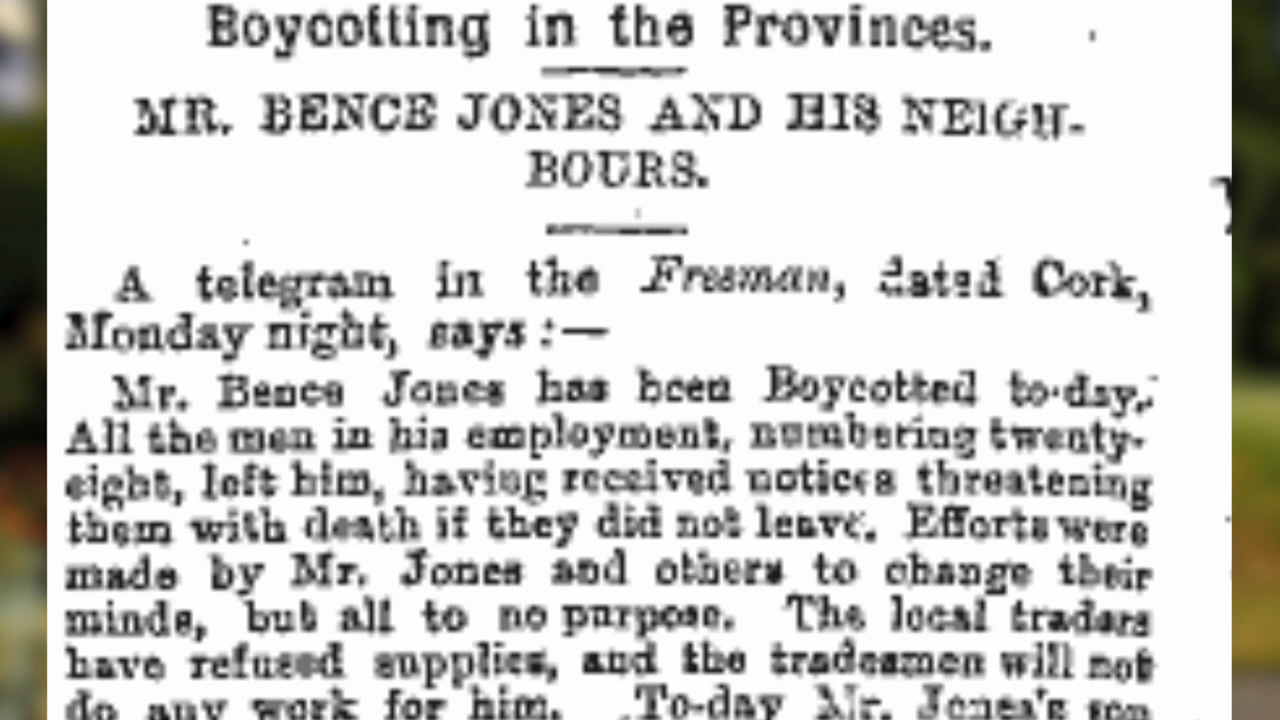 Boycotting in the Provinces.
MR. BENCE JONES AND HIS NEIGH-
BOURS.
A telegram in the Freeman, dated Cork,
Monday night, says :—
Mr. Bence Jones has been Boycotted to-day.
All the men in his employment, numbering twenty-
eight, left him, having received notices threatening
them with death if they did not leave. Efforts were
made by Mr. Jones and others to change their
minds, but all to no purpose. The local traders
have refused supplies, and the tradesmen will not
do any work for him. To-day Mr. Jones's son